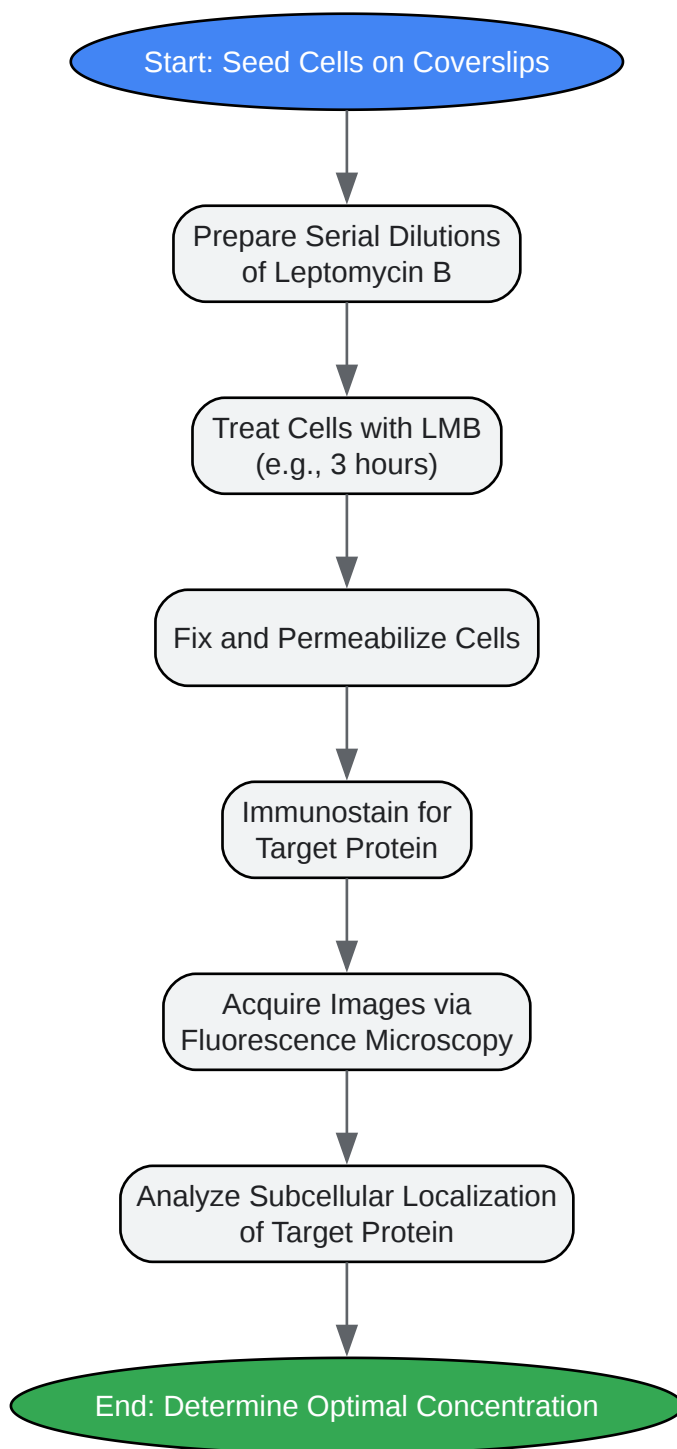 Start: Seed Cells on Coverslips
Prepare Serial Dilutions
of Leptomycin B
Treat Cells with LMB
(e.g., 3 hours)
Fix and Permeabilize Cells
Immunostain for
Target Protein
Acquire Images via
Fluorescence Microscopy
Analyze Subcellular Localization
of Target Protein
End: Determine Optimal Concentration